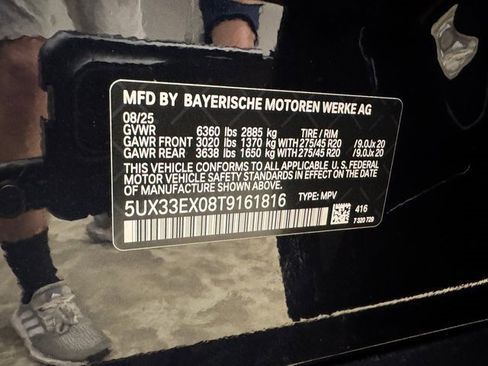 MFD BY BAYERISCHE MOTOREN WERKE AG
08/25
GVWR 6360 lbs 2885 kg TIRE / RIM
GAWR FRONT 3020 lbs 1370 kg WITH 275/45 R20 /9.0Jx 20
GAWR REAR 3638 lbs 1650 kg WITH 275/45 R20 /9.0Jx 20
THIS VEHICLE CONFORMS TO ALL APPLICABLE FEDERAL
MOTOR VEHICLE SAFETY STANDARDS IN EFFECT ON THE
DATE OF MANUFACTURE SHOWN ABOVE.
5UX33EX08T9161816 TYPE: MPV
416
7 320 729